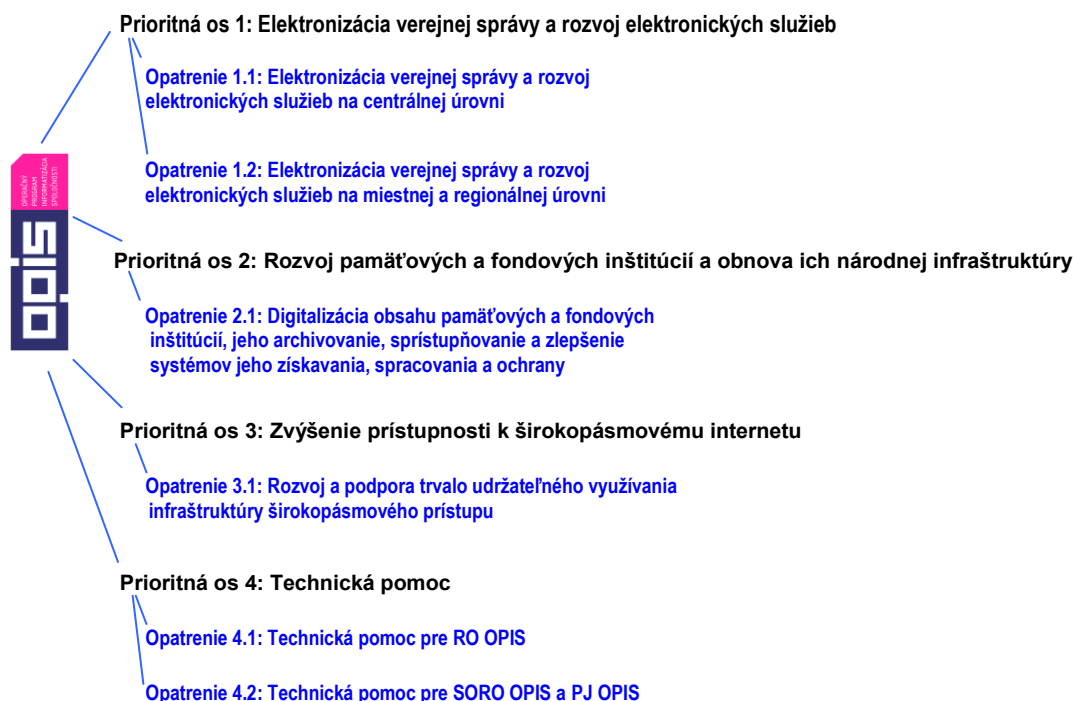 Prioritná os 1: Elektronizácia verejnej správy a rozvoj elektronických služieb
Opatrenie 1.1: Elektronizácia verejnej správy a rozvoj
elektronických služieb na centrálnej úrovni
Opatrenie 1.2: Elektronizácia verejnej správy a rozvoj
elektronických služieb na miestnej a regionálnej úrovni
OPERAČNÝ
PROGRAM
INFORMATIZÁCIA
SPOLOČNOSTI
opis
Prioritná os 2: Rozvoj pamäťových a fondových inštitúcií a obnova ich národnej infraštruktúry
Opatrenie 2.1: Digitalizácia obsahu pamäťových a fondových
inštitúcií, jeho archivovanie, sprístupňovanie a zlepšenie
systémov jeho získavania, spracovania a ochrany
Prioritná os 3: Zvýšenie prístupnosti k širokopásmovému internetu
Opatrenie 3.1: Rozvoj a podpora trvalo udržateľného využívania
infraštruktúry širokopásmového prístupu
Prioritná os 4: Technická pomoc
Opatrenie 4.1: Technická pomoc pre RO OPIS
Opatrenie 4.2: Technická pomoc pre SORO OPIS a PJ OPIS